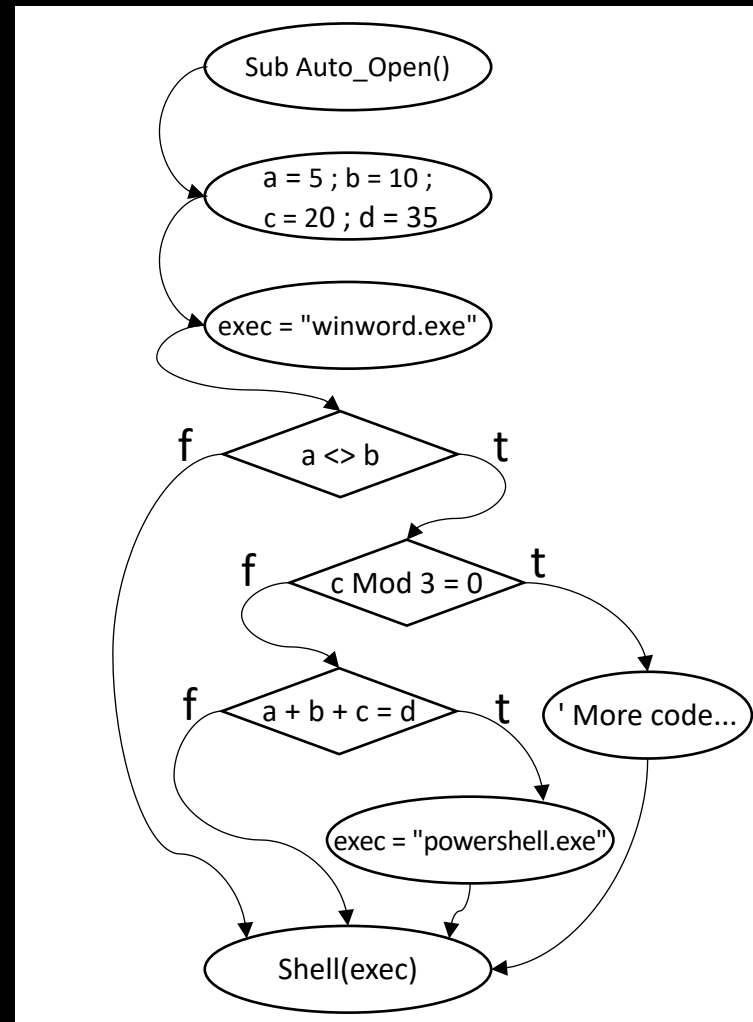 Sub Auto_Open()
a = 5 ; b = 10 ;
c = 20 ; d = 35
exec = "winword.exe"
f
a <> b
t
f
c Mod 3 = 0
t
f
a + b + c = d
t
' More code...
exec = "powershell.exe"
Shell(exec)